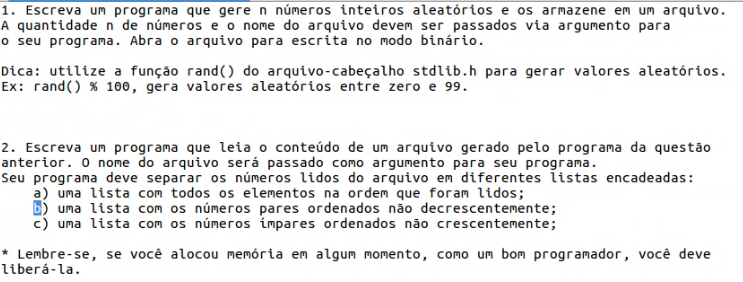 1. Escreva um programa que gere n números inteiros aleatórios e os armazene em um arquivo.
A quantidade n de números e o nome do arquivo devem ser passados via argumento para
o seu programa. Abra o arquivo para escrita no modo binário.
Dica: utilize a função rand() do arquivo-cabeçalho stdlib.h para gerar valores aleatórios.
Ex: rand() % 100, gera valores aleatórios entre zero e 99.
2. Escreva um programa que leia o conteúdo de um arquivo gerado pelo programa da questão
anterior. O nome do arquivo será passado como argumento para seu programa.
Seu programa deve separar os números lidos do arquivo em diferentes listas encadeadas:
a) uma lista com todos os elementos na ordem que foram lidos;
b) uma lista com os números pares ordenados não decrescentemente;
c) uma lista com os números ímpares ordenados não crescentemente;
* Lembre-se, se você alocou memória em algum momento, como um bom programador, você deve
liberá-la.